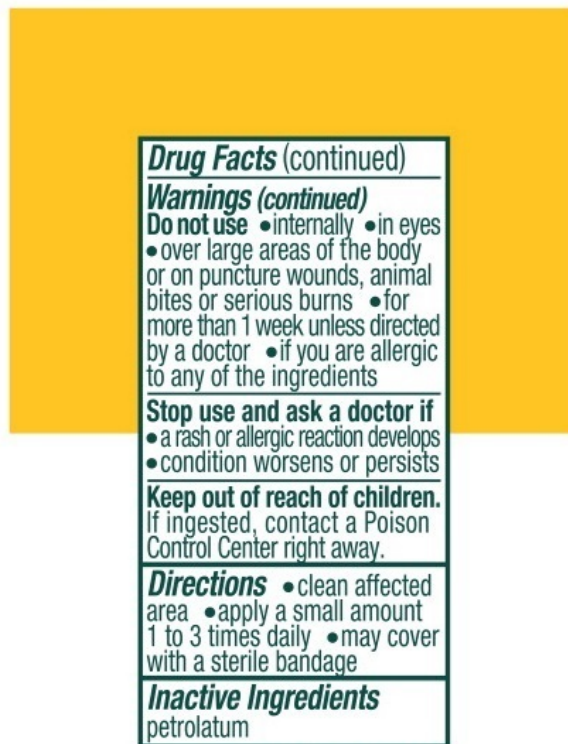 Drug Facts (continued)
Warnings (continued)
Do not use • internally • in eyes
• over large areas of the body
or on puncture wounds, animal
bites or serious burns • for
more than 1 week unless directed
by a doctor • if you are allergic
to any of the ingredients
Stop use and ask a doctor if
• a rash or allergic reaction develops
• condition worsens or persists
Keep out of reach of children.
If ingested, contact a Poison
Control Center right away.
Directions • clean affected
area • apply a small amount
1 to 3 times daily • may cover
with a sterile bandage
Inactive Ingredients
petrolatum